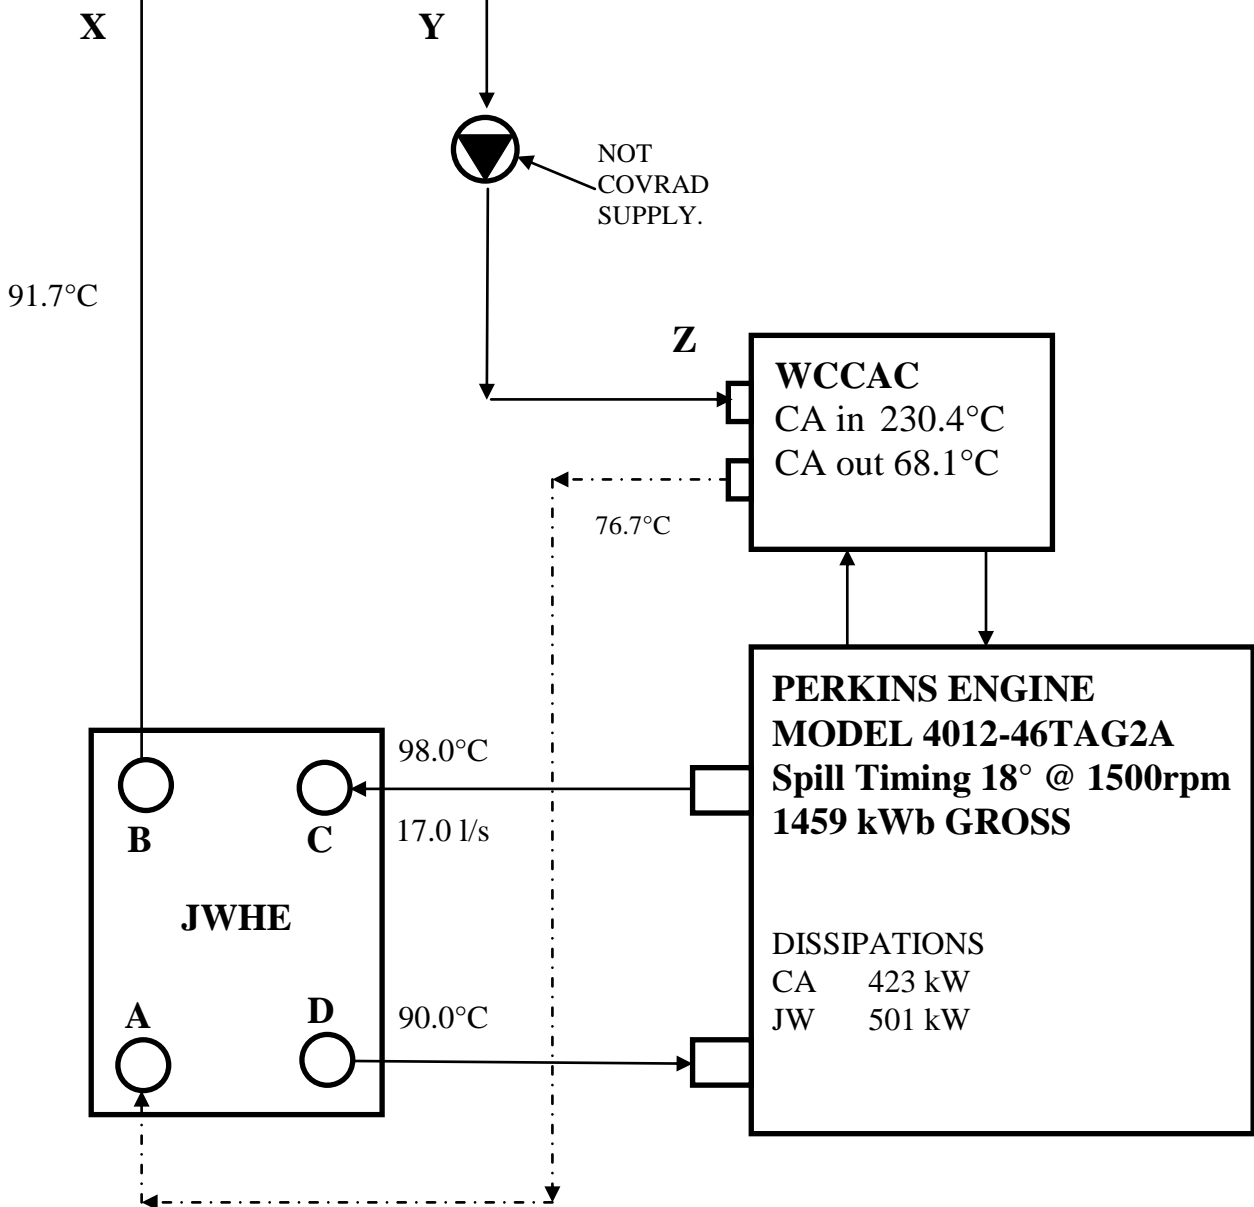 X
Y
NOT
COVRAD
SUPPLY.
91.7°C
Z
WCCAC
CA in 230.4°C
CA out 68.1°C
76.7°C
PERKINS ENGINE
MODEL 4012-46TAG2A
Spill Timing 18° @ 1500rpm
1459 kWb GROSS
98.0°C
B
C
17.0 l/s
JWHE
DISSIPATIONS
CA 423 kW
JW 501 kW
A
D
90.0°C